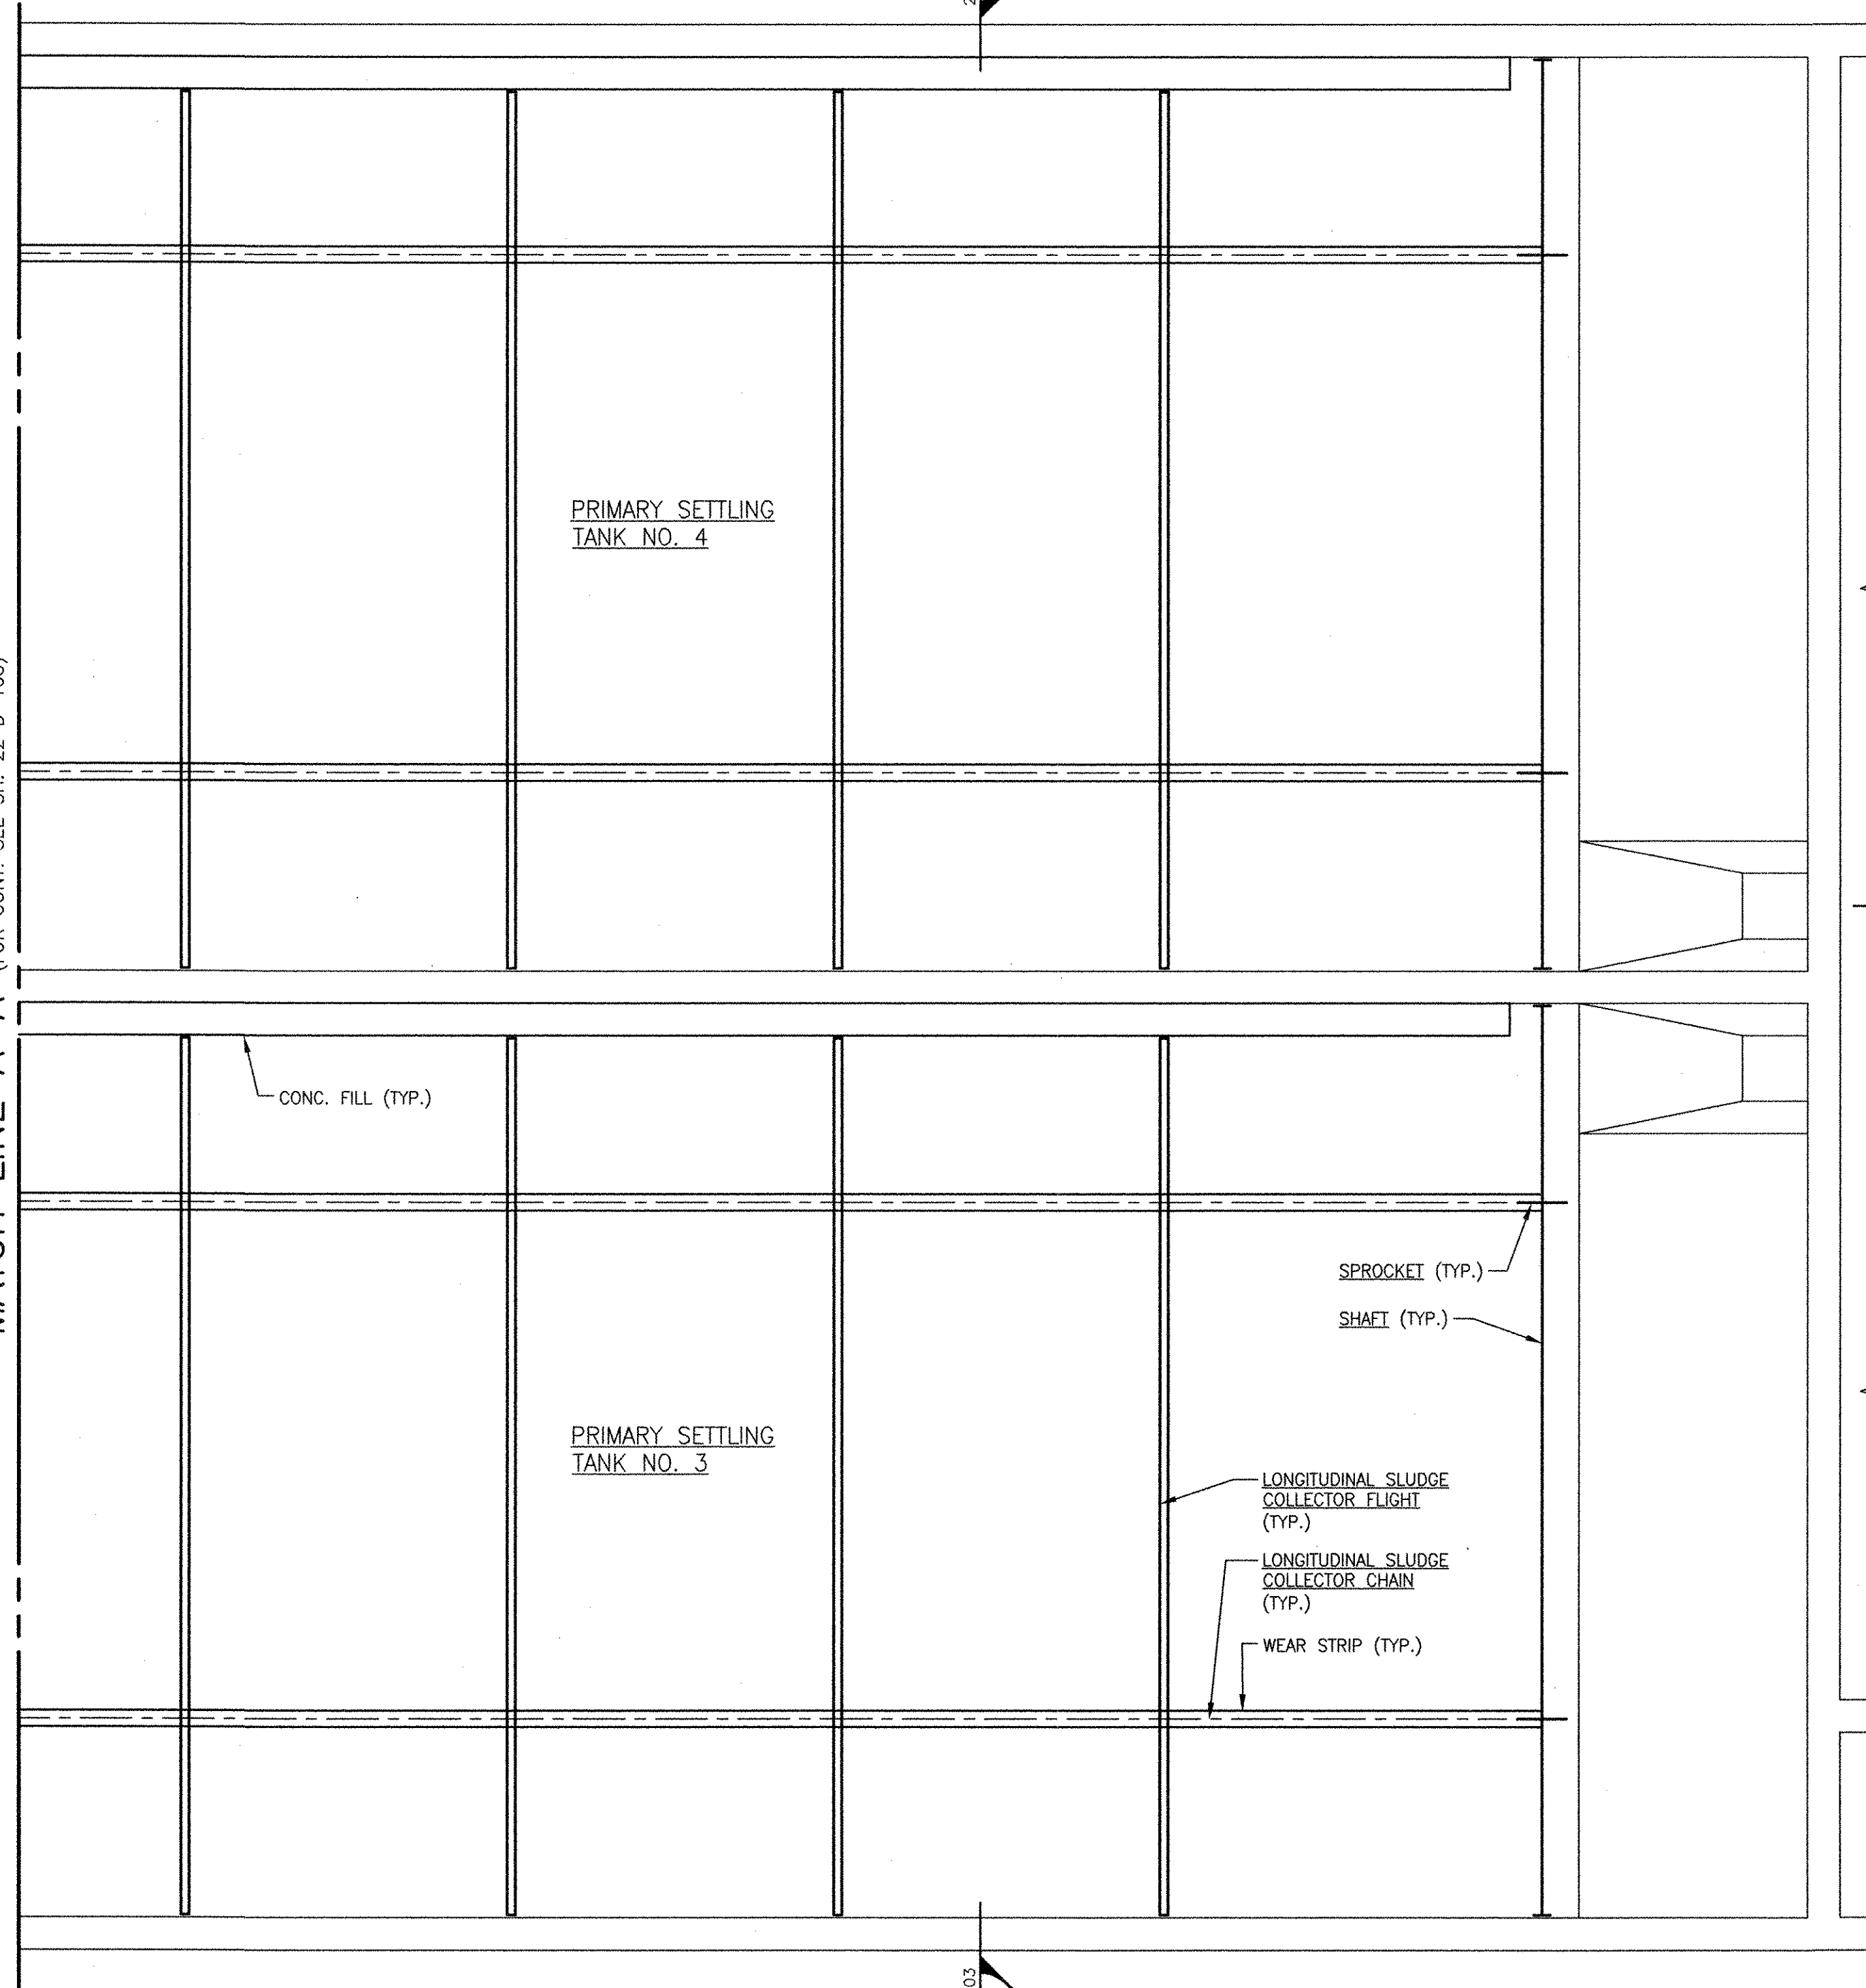 PRIMARY SETTLING
TANK NO. 4
CONC. FILL (TYP.)
SPROCKET (TYP.)
SHAFT (TYP.)
PRIMARY SETTLING
TANK NO. 3
LONGITUDINAL SLUDGE
COLLECTOR FLIGHT
(TYP.)
LONGITUDINAL SLUDGE
COLLECTOR CHAIN
(TYP.)
WEAR STRIP (TYP.)
03